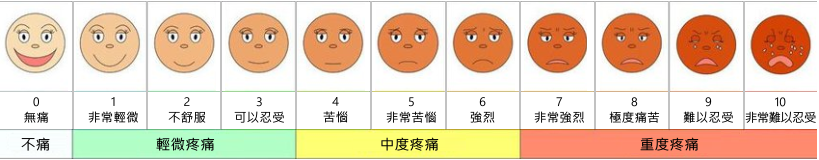 0 1 2 3 4 5 6 7 8 9 10
無痛 非常輕微 不舒服 可以忍受 苦惱 非常苦惱 強烈 非常強烈 極度痛苦 難以忍受 非常難以忍受
不痛 輕微疼痛 中度疼痛 重度疼痛